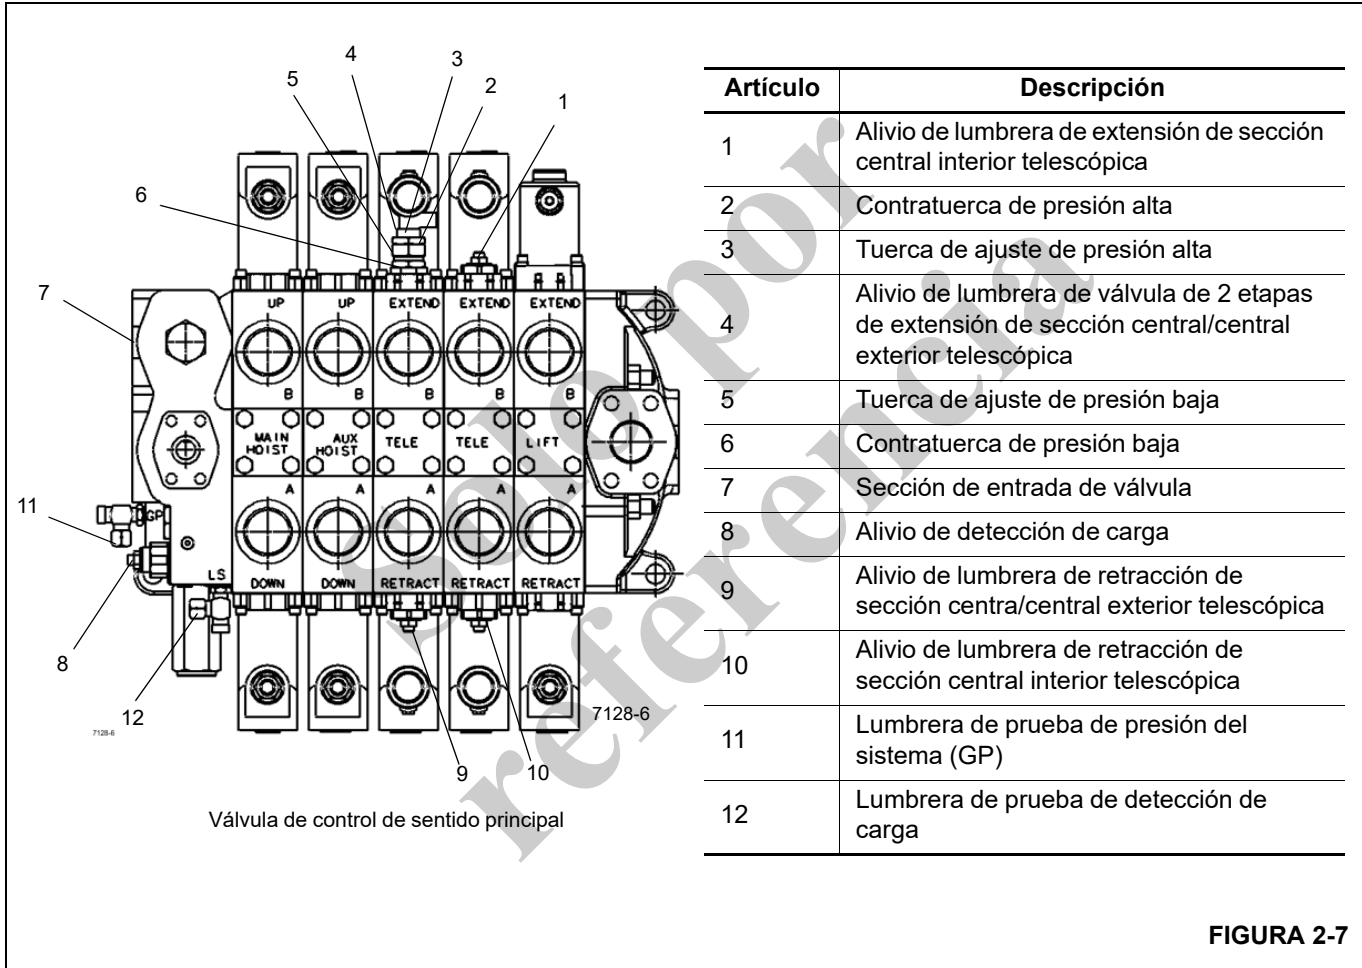 4
3
5
2
1
6
7
UP
UP
EXTEND
EXTEND
EXTEND
B
B
B
B
B
MAIN HOIST
AUX HOIST
TELE
TELE
LIFT
A
A
A
A
A
11
GP
LS
DOWN
DOWN
RETRACT
RETRACT
RETRACT
8
12
7128-6
7128-6
9
10
Válvula de control de sentido principal
Artículo Descripción
1 Alivio de lumbrera de extensión de sección
central interior telescópica
2 Contratuerca de presión alta
3 Tuerca de ajuste de presión alta
4 Alivio de lumbrera de válvula de 2 etapas
de extensión de sección central/central
exterior telescópica
5 Tuerca de ajuste de presión baja
6 Contratuerca de presión baja
7 Sección de entrada de válvula
8 Alivio de detección de carga
9 Alivio de lumbrera de retracción de
sección centra/central exterior telescópica
10 Alivio de lumbrera de retracción de
sección central interior telescópica
11 Lumbrera de prueba de presión del
sistema (GP)
12 Lumbrera de prueba de detección de
carga
Solo por
referencia
FIGURA 2-7